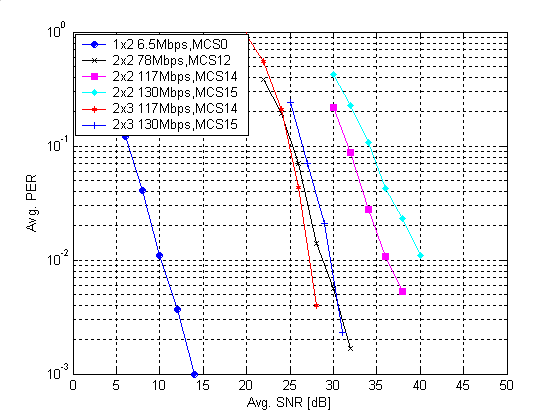 10^0
1x2 6.5Mbps,MCS0
2x2 78Mbps,MCS12
2x2 117Mbps,MCS14
2x2 130Mbps,MCS15
2x3 117Mbps,MCS14
2x3 130Mbps,MCS15
10^-1
Avg. PER
10^-2
10^-3
0 5 10 15 20 25 30 35 40 45 50
Avg. SNR [dB]